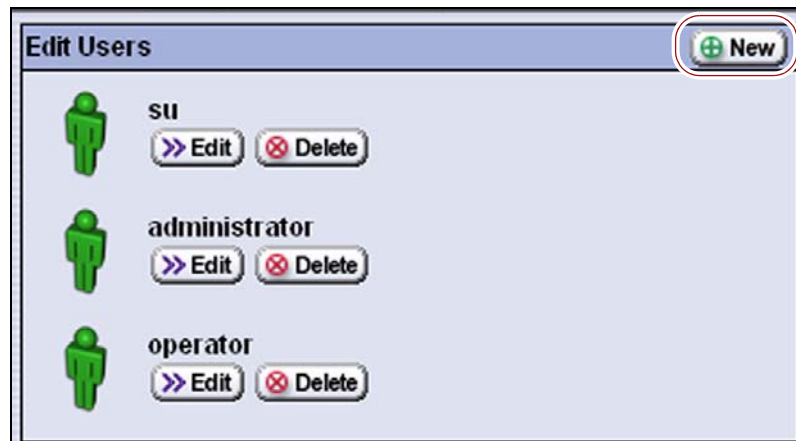 Edit Users New
su
Edit Delete
administrator
Edit Delete
operator
Edit Delete